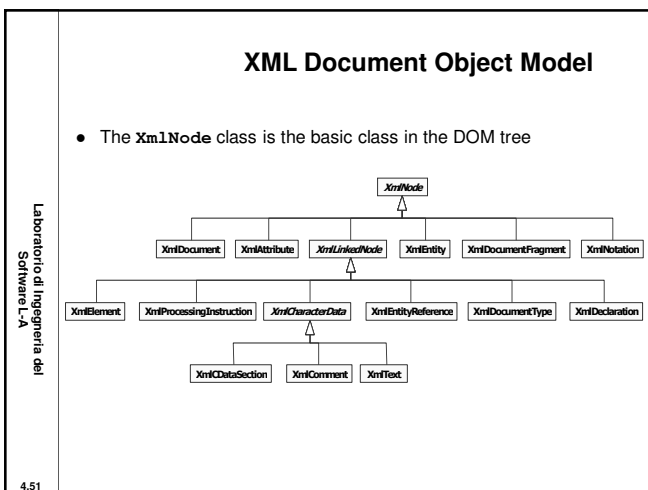 XML Document Object Model
● The XmlNode class is the basic class in the DOM tree
XmlNode
XmlDocument XmlAttribute XmlLinkedNode XmlEntity XmlDocumentFragment XmlNotation
XmlElement XmlProcessingInstruction XmlCharacterData XmlEntityReference XmlDocumentType XmlDeclaration
XmlCDataSection XmlComment XmlText
Laboratorio di Ingegneria del
Software L-A
4.51